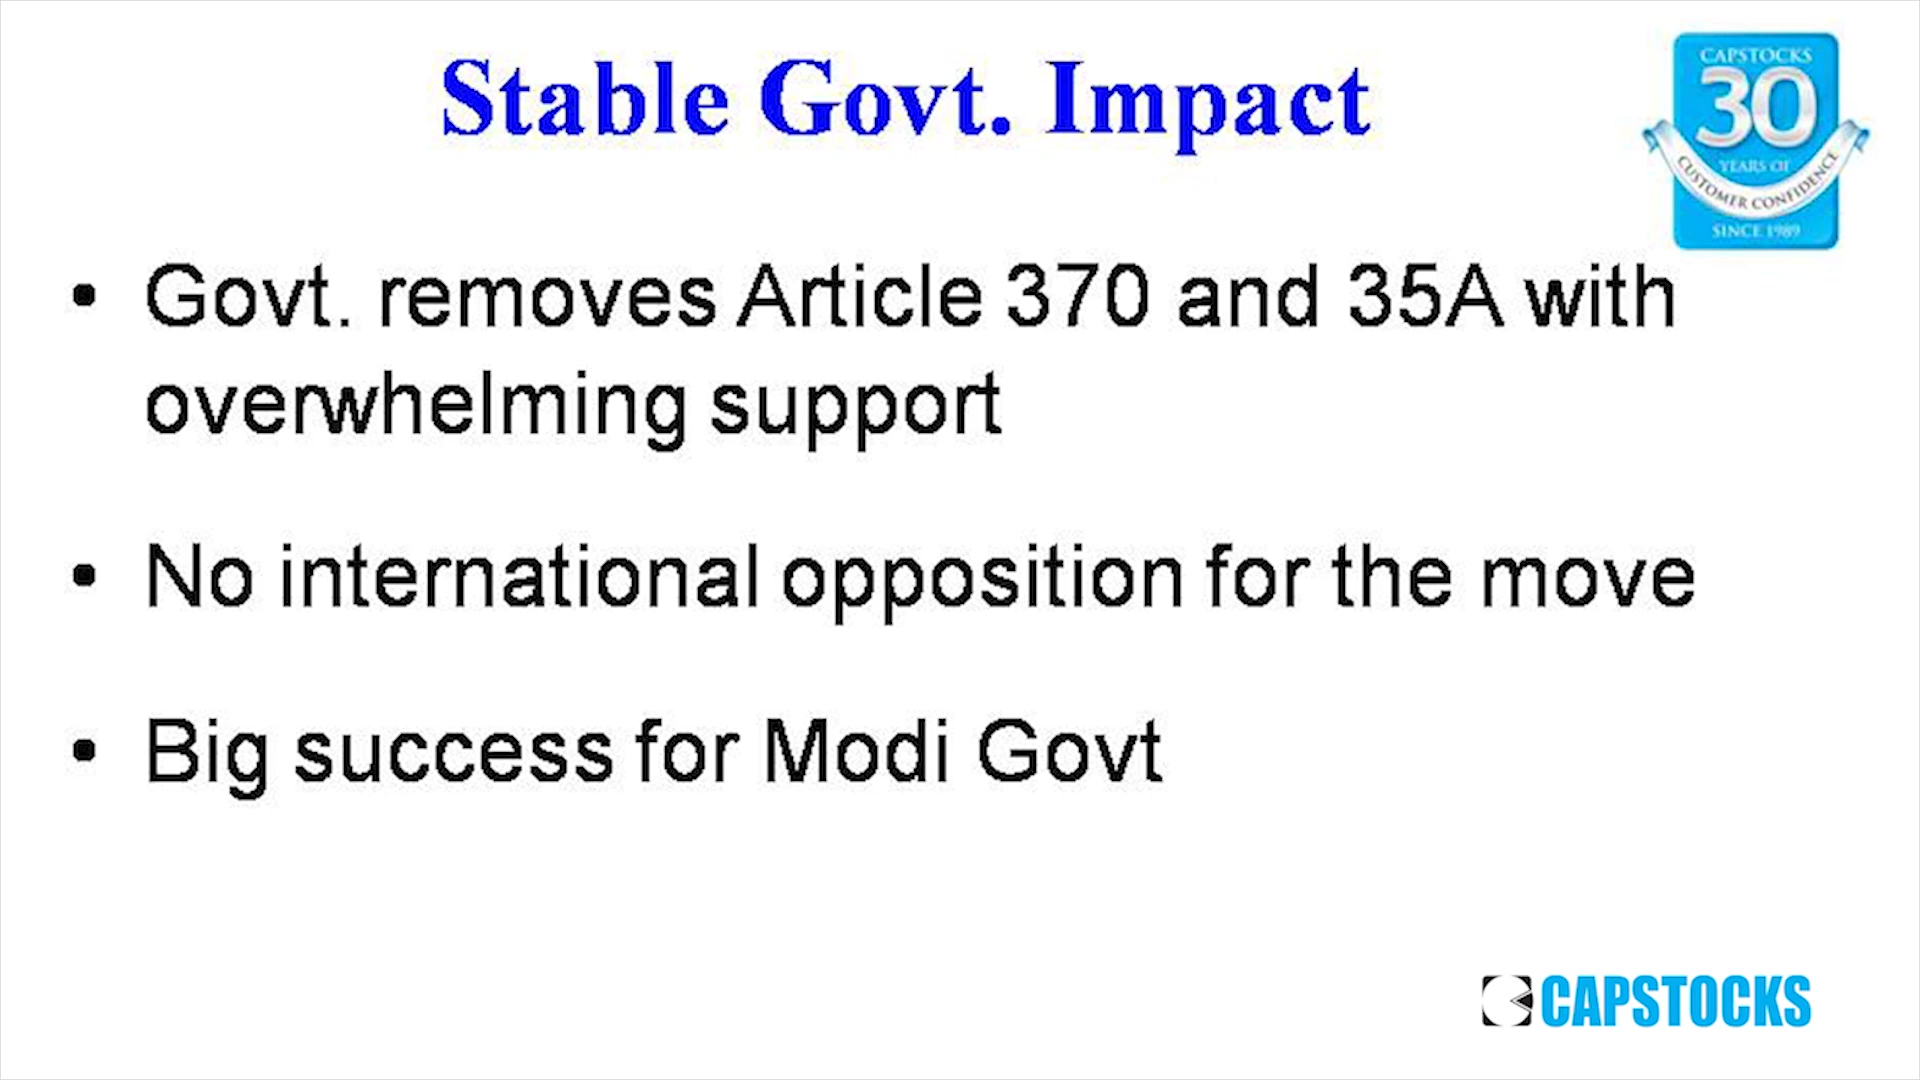 Stable Govt. Impact
CAPSTOCKS
30
YEARS OF
CUSTOMER CONFIDENCE
SINCE 1989
• Govt. removes Article 370 and 35A with
overwhelming support
• No international opposition for the move
• Big success for Modi Govt
CAPSTOCKS